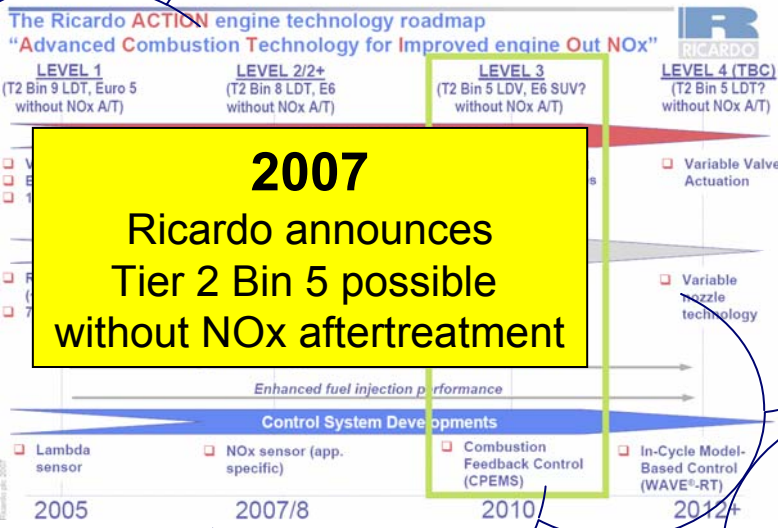 The Ricardo ACTION engine technology roadmap
“Advanced Combustion Technology for Improved engine Out NOx”
RICARDO
LEVEL 1
(T2 Bin 9 LDT, Euro 5
without NOx A/T)
LEVEL 2/2+
(T2 Bin 8 LDT, E6
without NOx A/T)
LEVEL 3
(T2 Bin 5 LDV, E6 SUV?
without NOx A/T)
LEVEL 4 (TBC)
(T2 Bin 5 LDT?
without NOx A/T)
2007
Ricardo announces
Tier 2 Bin 5 possible
without NOx aftertreatment
Variable Valve
Actuation
Variable
nozzle
technology
Enhanced fuel injection performance
Control System Developments
Lambda
sensor
NOx sensor (app.
specific)
Combustion
Feedback Control
(CPEMS)
In-Cycle Model-
Based Control
(WAVE®-RT)
2005
2007/8
2010
2012+
Ricardo plc 2007